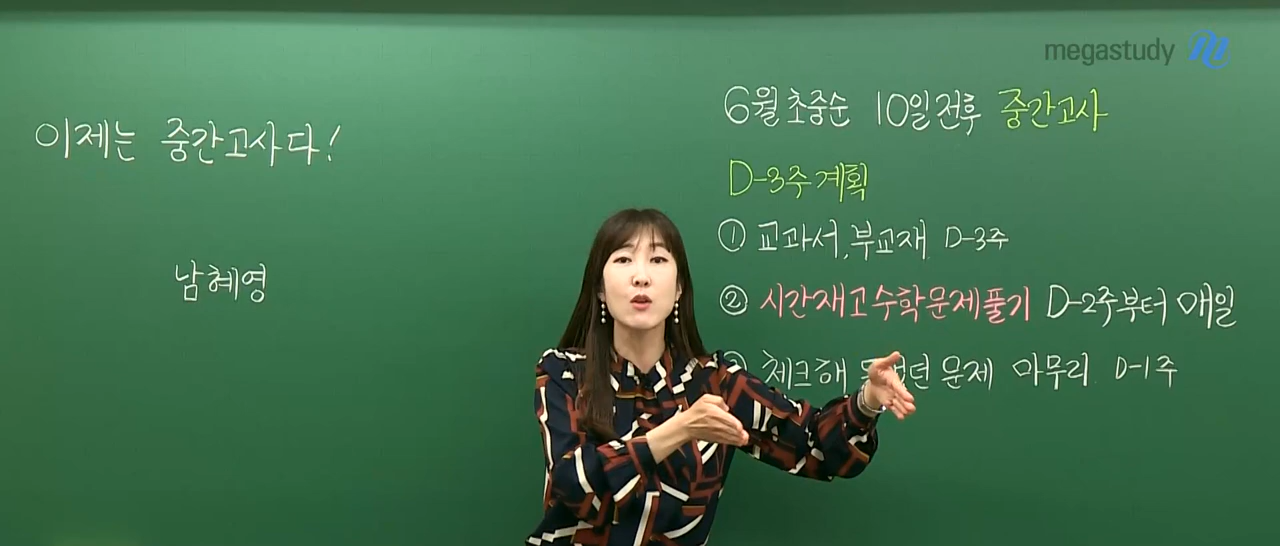 megastudy
이제는 중간고사다!
남혜영
6월 초중순 10일 전후 중간고사
D-3주 계획
① 교과서, 부교재 D-3주
② 시간재고 수학문제풀기 D-2주부터 매일
체크해 문제 마무리 D-1주